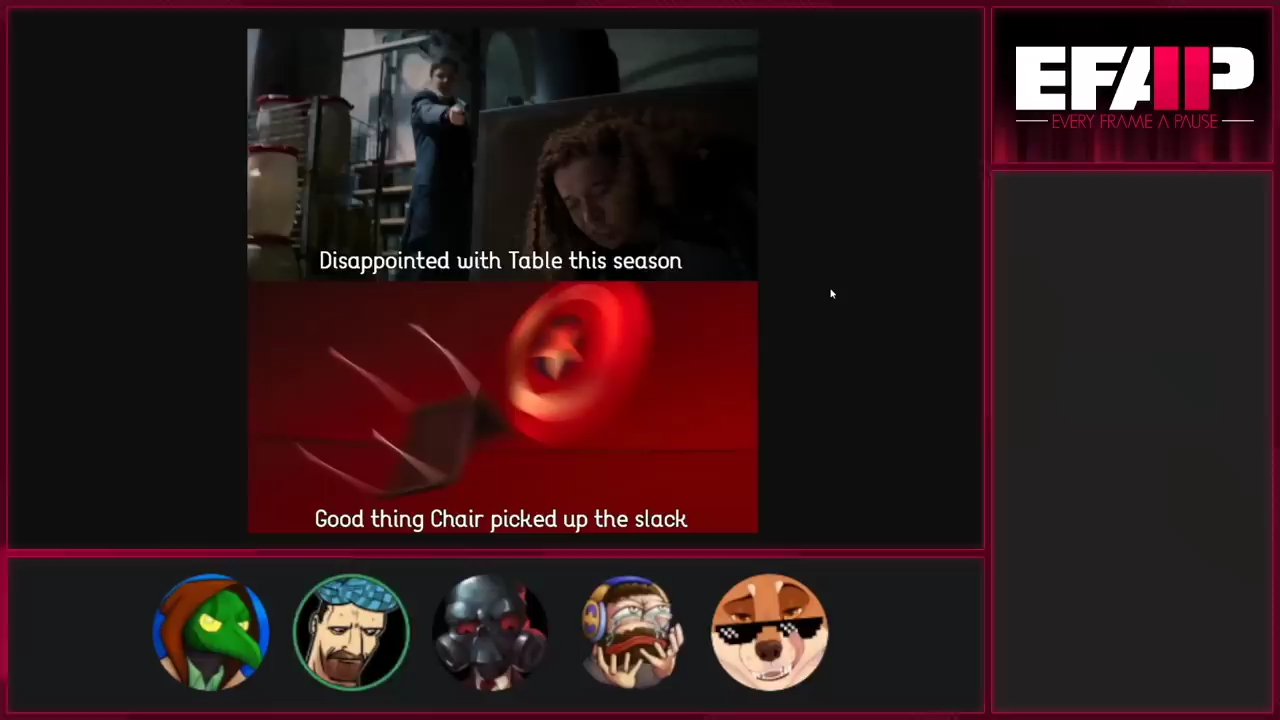 Disappointed with Table this season
Good thing Chair picked up the slack
EFAP
EVERY FRAME A PAUSE